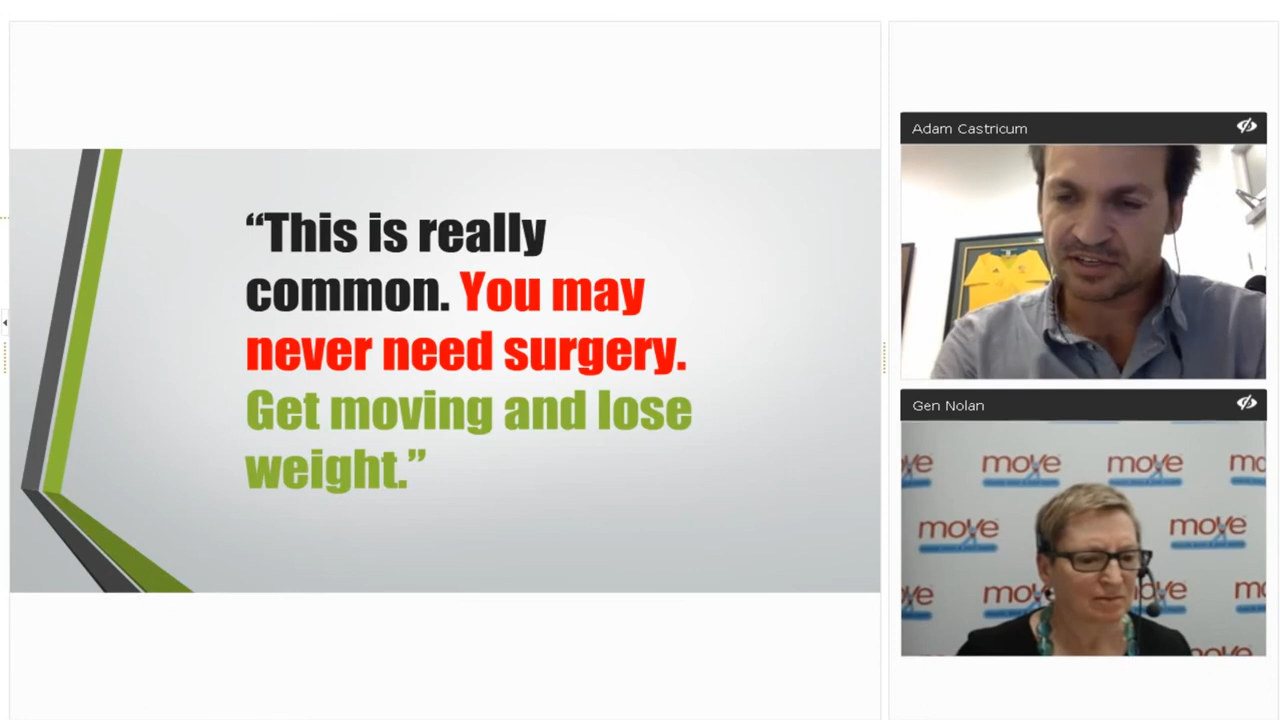 “This is really
common. You may
never need surgery.
Get moving and lose
weight.”
Adam Castricum
Gen Nolan
move move
move move
move
move